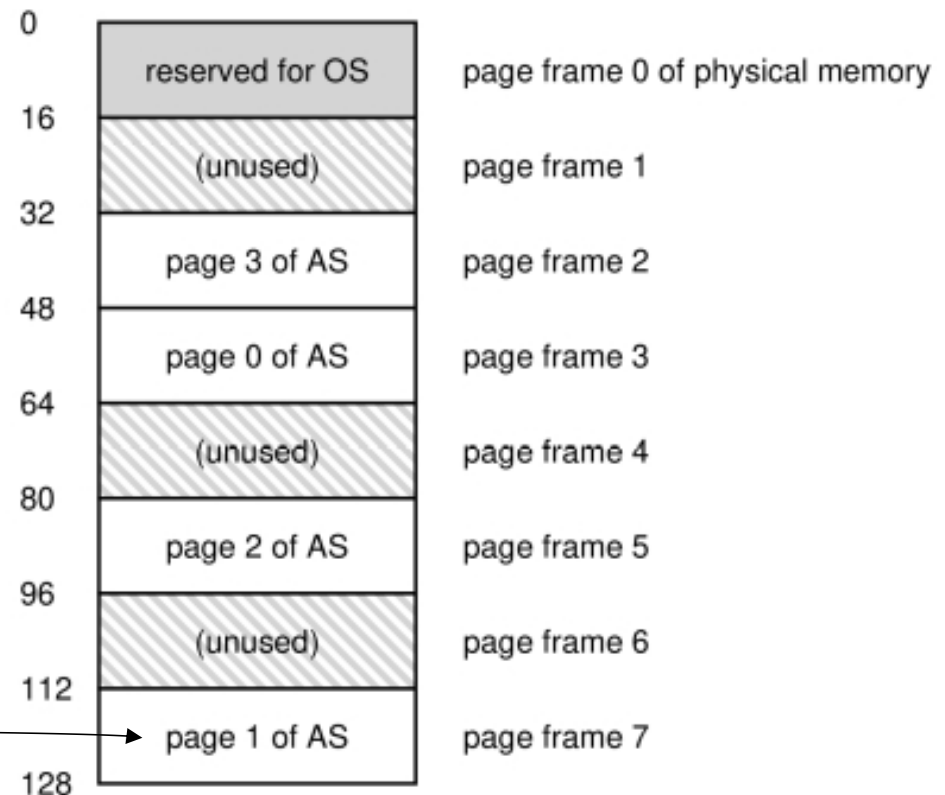 0
reserved for OS page frame 0 of physical memory
16
(unused) page frame 1
32
page 3 of AS page frame 2
48
page 0 of AS page frame 3
64
(unused) page frame 4
80
page 2 of AS page frame 5
96
(unused) page frame 6
112
page 1 of AS page frame 7
128